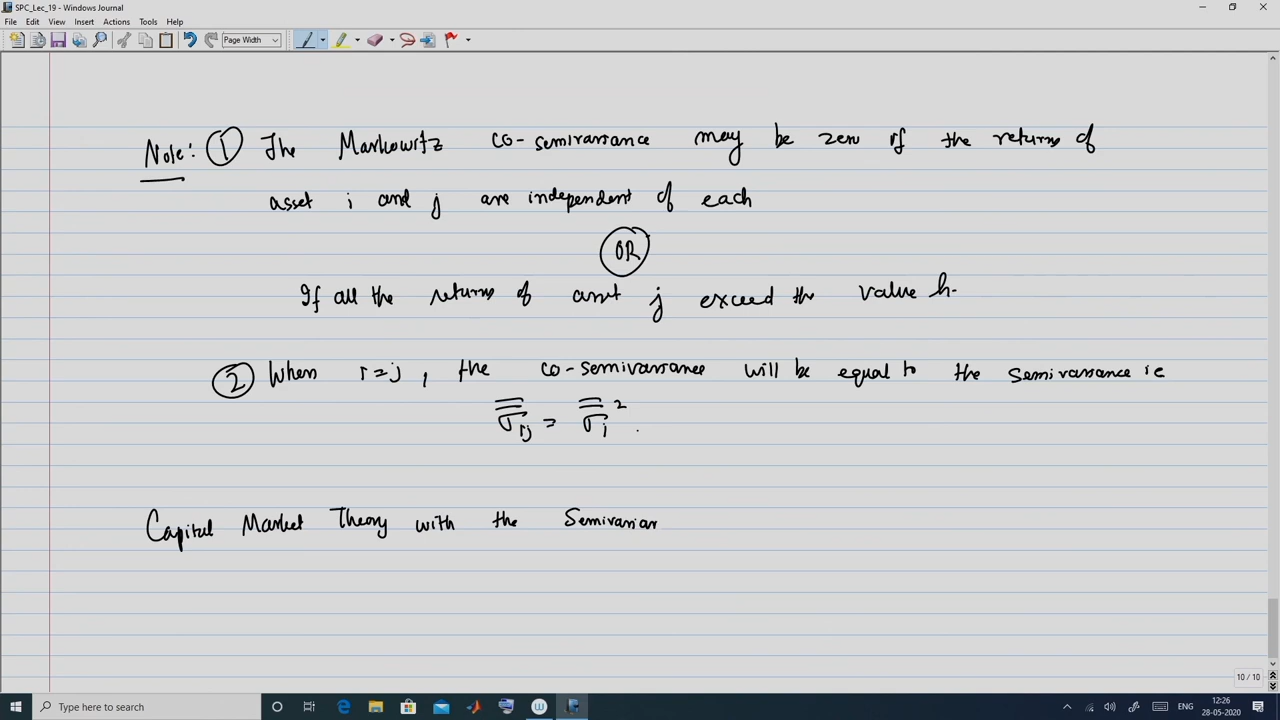 SPC_Lec_19 - Windows Journal
File Edit View Insert Actions Tools Help
Page Width
Note: ① The Markowitz co-semivariance may be zero if the returns of
asset i and j are independent of each
OR
If all the returns of asset j exceed the value h.
② When i=j, the co-semivariance will be equal to the semivariance ie
σ̿ij = σ̿i²
Capital Market Theory with the Semivarian
10 / 10
Type here to search
ENG
12:26
28-05-2020